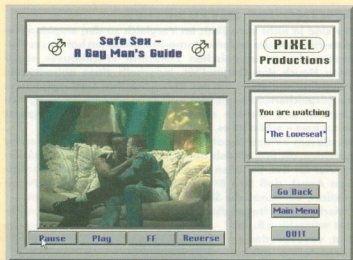 Safe Sex -
A Gay Man's Guide
PIXEL
Productions
You are watching
"The Loveseat"
Pause Play FF Reverse
Go Back
Main Menu
QUIT